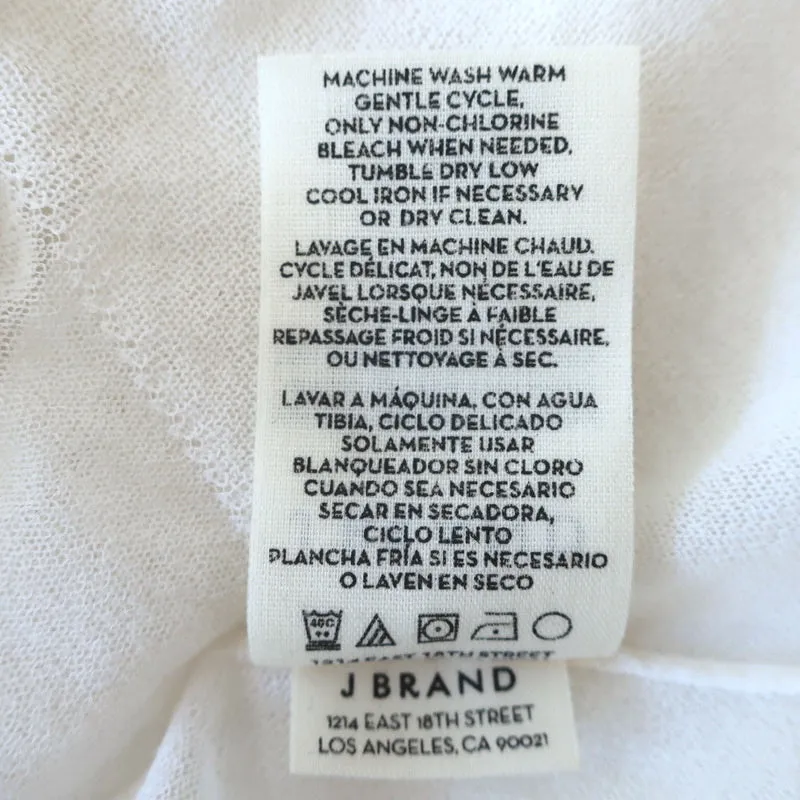 MACHINE WASH WARM
GENTLE CYCLE,
ONLY NON-CHLORINE
BLEACH WHEN NEEDED,
TUMBLE DRY LOW
COOL IRON IF NECESSARY
OR DRY CLEAN.
LAVAGE EN MACHINE CHAUD.
CYCLE DÉLICAT, NON DE L'EAU DE
JAVEL LORSQUE NÉCESSAIRE,
SÈCHE-LINGE À FAIBLE
REPASSAGE FROID SI NÉCESSAIRE,
OU NETTOYAGE À SEC.
LAVAR A MÁQUINA, CON AGUA
TIBIA, CICLO DELICADO
SOLAMENTE USAR
BLANQUEADOR SIN CLORO
CUANDO SEA NECESARIO
SECAR EN SECADORA,
CICLO LENTO
PLANCHA FRÍA SI ES NECESARIO
O LAVEN EN SECO
40C
1214 EAST 18TH STREET
J BRAND
1214 EAST 18TH STREET
LOS ANGELES, CA 90021